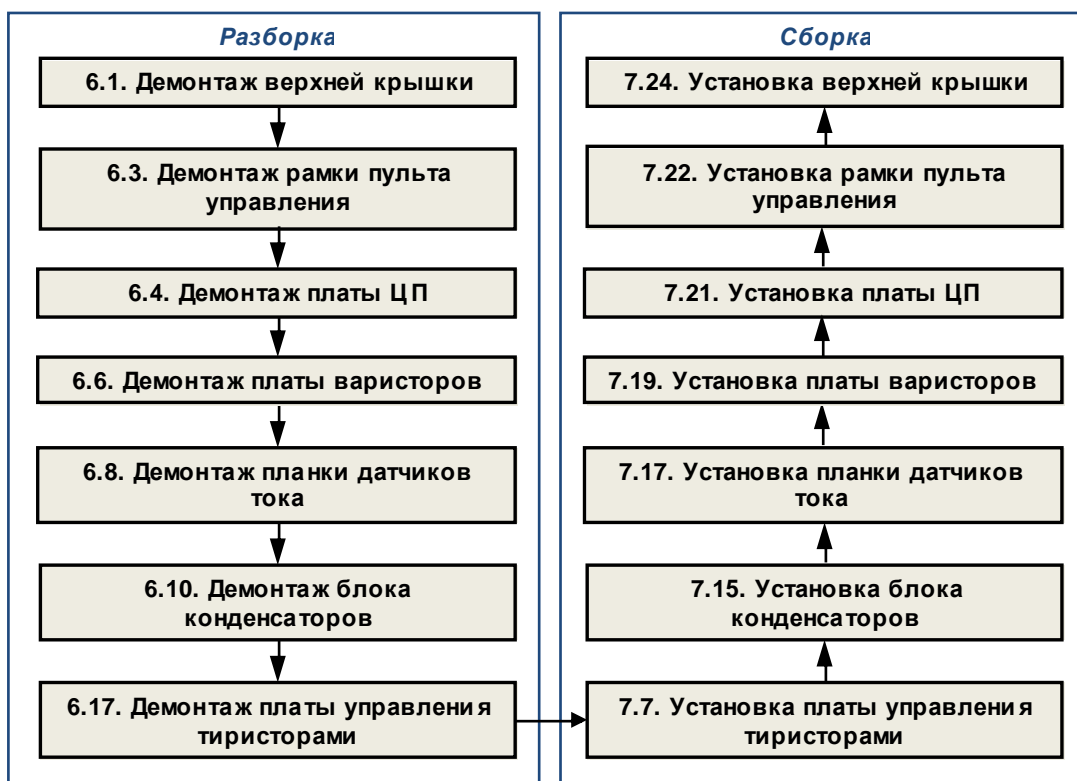 Разборка
6.1. Демонтаж верхней крышки
6.3. Демонтаж рамки пульта
управления
6.4. Демонтаж платы ЦП
6.6. Демонтаж платы варисторов
6.8. Демонтаж планки датчиков
тока
6.10. Демонтаж блока
конденсаторов
6.17. Демонтаж платы управления
тиристорами
Сборка
7.24. Установка верхней крышки
7.22. Установка рамки пульта
управления
7.21. Установка платы ЦП
7.19. Установка платы варисторов
7.17. Установка планки датчиков
тока
7.15. Установка блока
конденсаторов
7.7. Установка платы управления
тиристорами